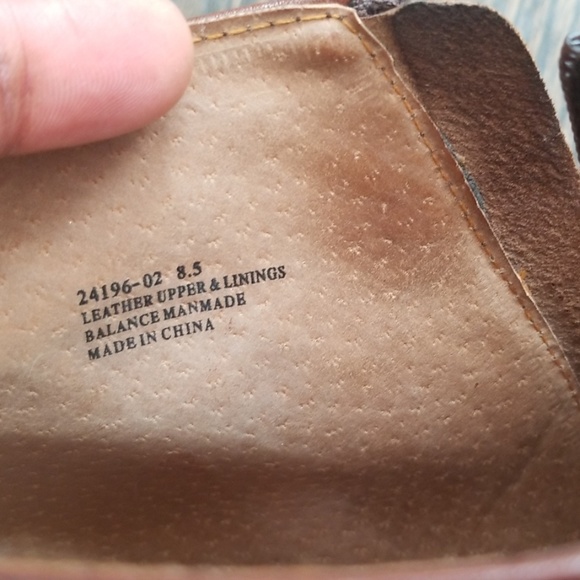 24196-02 8.5
LEATHER UPPER & LININGS
BALANCE MANMADE
MADE IN CHINA